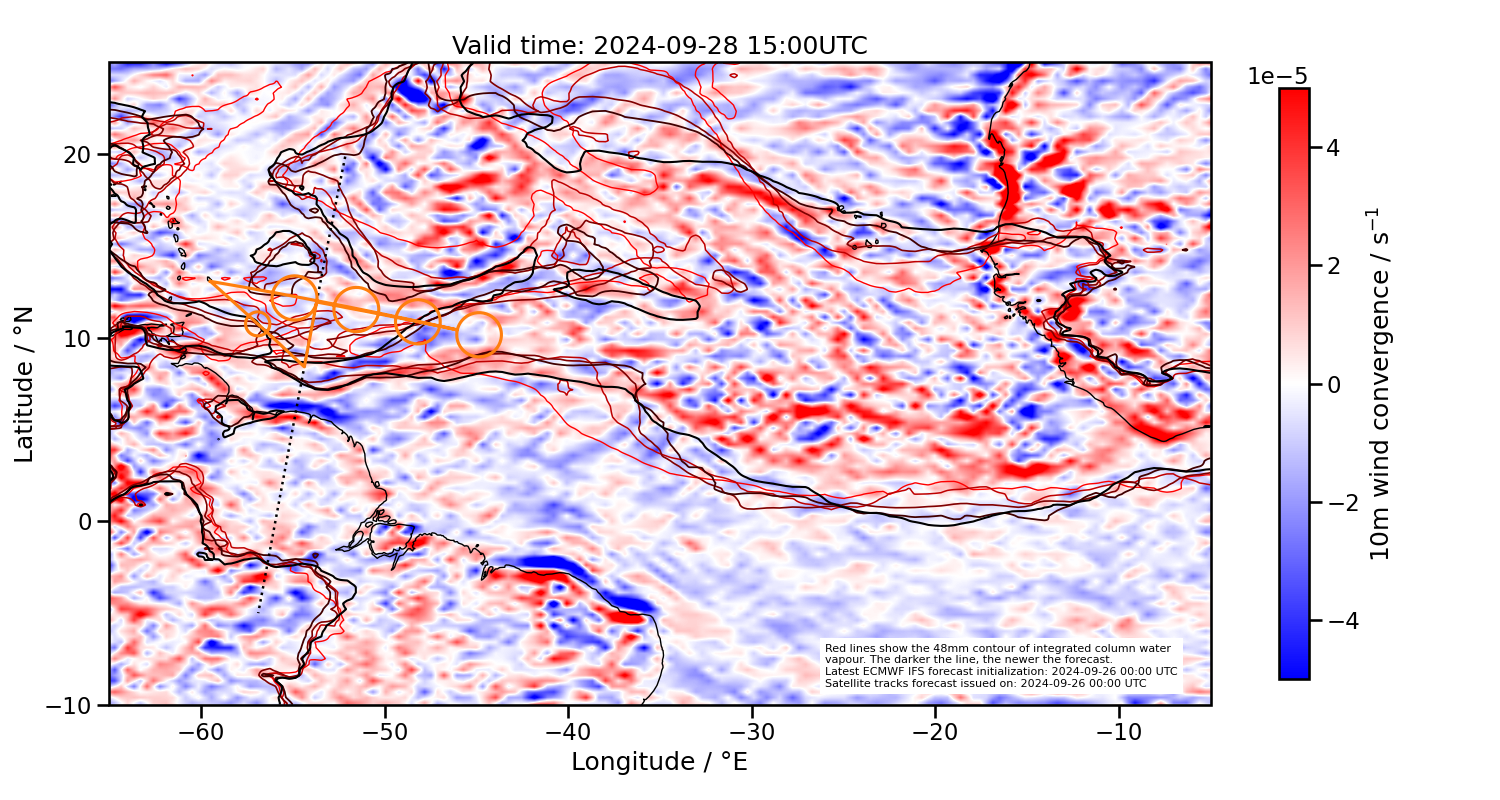 Valid time: 2024-09-28 15:00UTC
1e−5
20
10
0
−10
Latitude / °N
−60
−50
−40
−30
−20
−10
Longitude / °E
4
2
0
−2
−4
10m wind convergence / s⁻¹
Red lines show the 48mm contour of integrated column water
vapour. The darker the line, the newer the forecast.
Latest ECMWF IFS forecast initialization: 2024-09-26 00:00 UTC
Satellite tracks forecast issued on: 2024-09-26 00:00 UTC